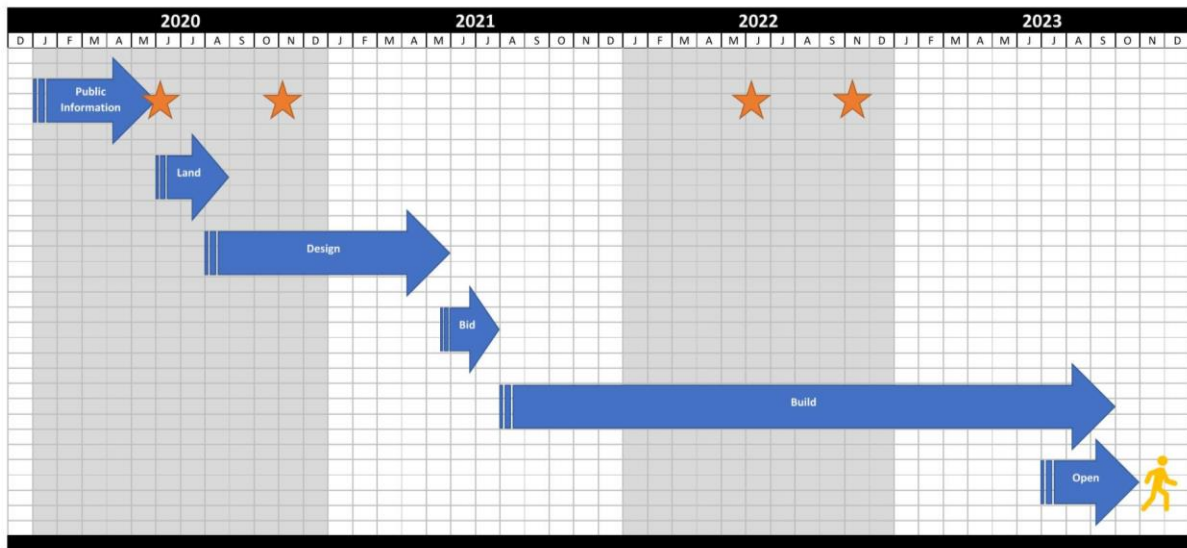 2020 2021 2022 2023
D J F M A M J J A S O N D J F M A M J J A S O N D J F M A M J J A S N D J F M A M J J A S O N D
Public
Information
Land
Design
Bid
Build
Open